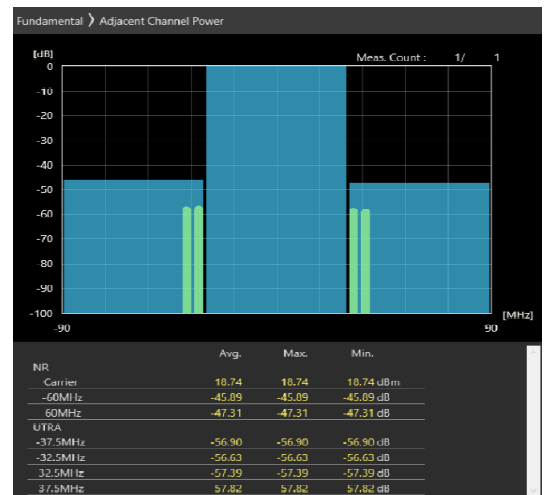 Fundamental ❯ Adjacent Channel Power
[dB]
Meas. Count : 1/ 1
0
-10
-20
-30
-40
-50
-60
-70
-80
-90
-100
[MHz]
-90 90
Avg. Max. Min.
NR
Carrier 18.74 18.74 18.74 dBm
-60MHz -45.89 -45.89 -45.89 dB
60MHz -47.31 -47.31 -47.31 dB
UTRA
-37.5MHz -56.90 -56.90 -56.90 dB
-32.5MHz -56.63 -56.63 -56.63 dB
32.5MHz -57.39 -57.39 -57.39 dB
37.5MHz 57.82 57.82 57.82 dB